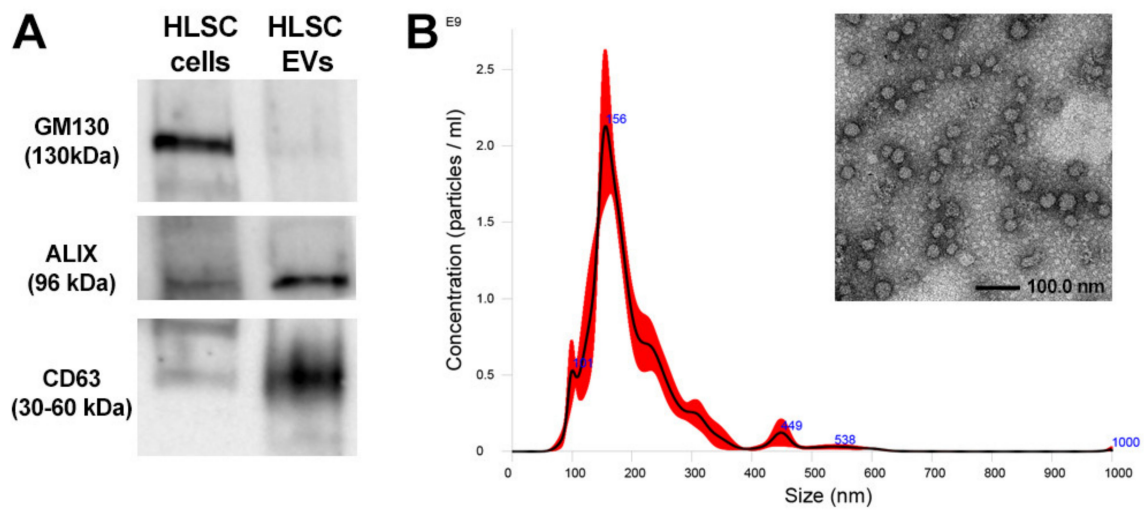 A
HLSC
cells
HLSC
EVs
GM130
(130kDa)
ALIX
(96 kDa)
CD63
(30-60 kDa)
B
E9
Concentration (particles / ml)
2.5
2.0
1.5
1.0
0.5
0
156
101
449
538
1000
0 100 200 300 400 500 600 700 800 900 1000
Size (nm)
100.0 nm